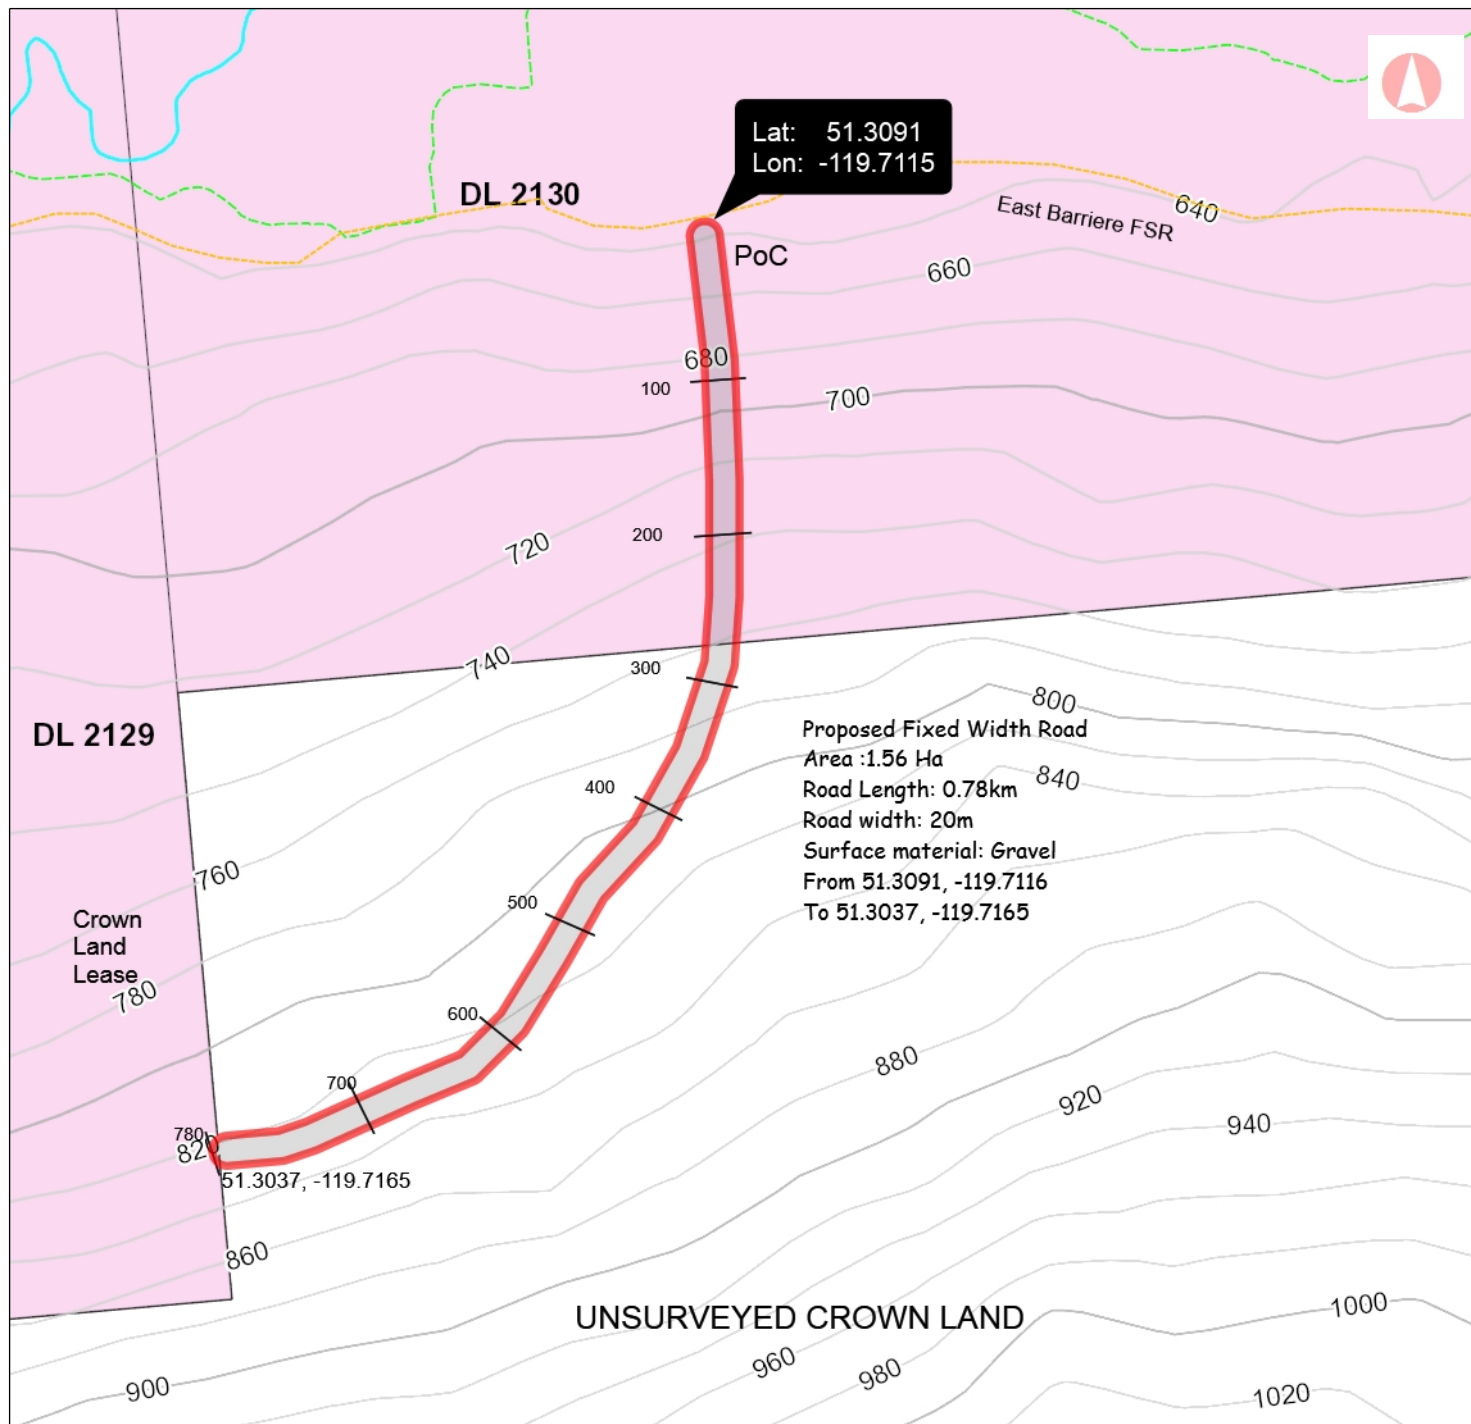 Lat: 51.3091
Lon: -119.7115
DL 2130
640
East Barriere FSR
PoC
660
680
100
700
200
720
740
300
800
DL 2129
Proposed Fixed Width Road
Area :1.56 Ha
Road Length: 0.78km
Road width: 20m
Surface material: Gravel
From 51.3091, -119.7116
To 51.3037, -119.7165
840
400
760
500
Crown
Land
Lease
780
600
880
700
920
940
780
820
51.3037, -119.7165
860
UNSURVEYED CROWN LAND
1000
960
980
900
1020